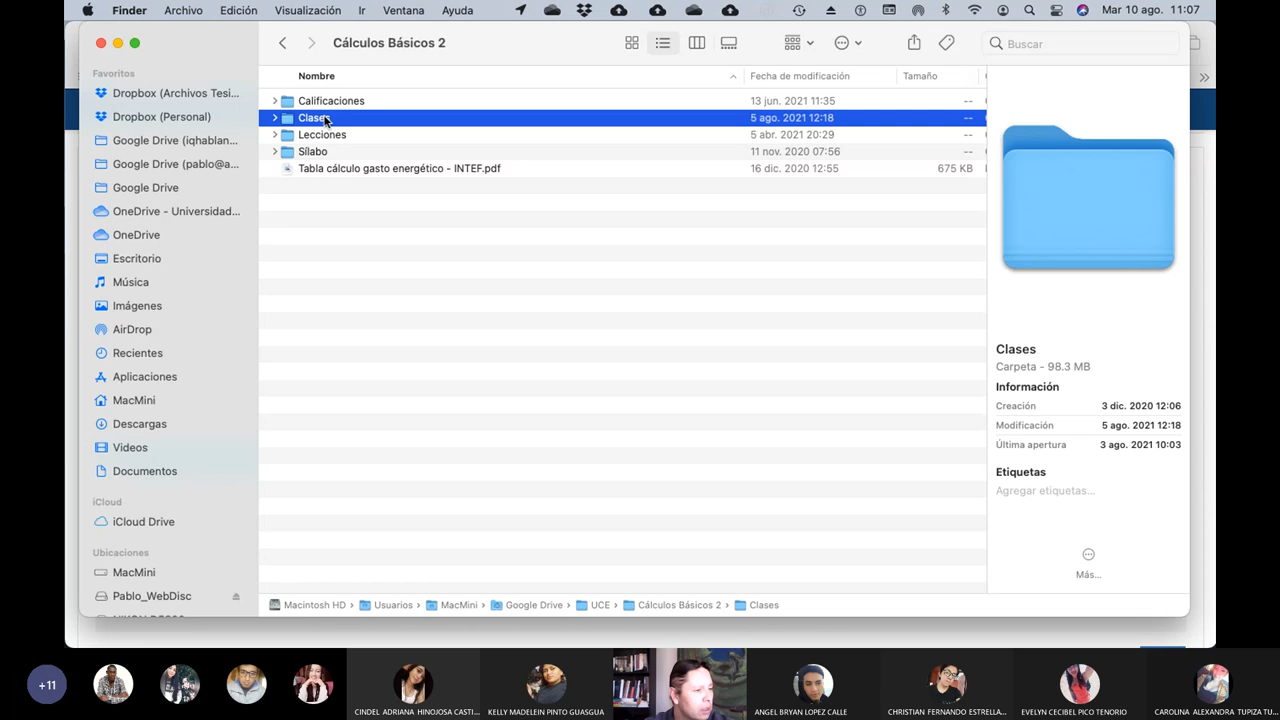 Finder Archivo Edición Visualización Ir Ventana Ayuda Mar 10 ago. 11:07
Cálculos Básicos 2 Buscar
Favoritos
Dropbox (Archivos Tesi...
Dropbox (Personal)
Google Drive (iqhablan...
Google Drive (pablo@a...
Google Drive
OneDrive - Universidad...
OneDrive
Escritorio
Música
Imágenes
AirDrop
Recientes
Aplicaciones
MacMini
Descargas
Videos
Documentos
iCloud
iCloud Drive
Ubicaciones
MacMini
Pablo_WebDisc
Nombre Fecha de modificación Tamaño
Calificaciones 13 jun. 2021 11:35 --
Clases 5 ago. 2021 12:18 --
Lecciones 5 abr. 2021 20:29 --
Sílabo 11 nov. 2020 07:56 --
Tabla cálculo gasto energético - INTEF.pdf 16 dic. 2020 12:55 675 KB
Clases
Carpeta - 98.3 MB
Información
Creación 3 dic. 2020 12:06
Modificación 5 ago. 2021 12:18
Última apertura 3 ago. 2021 10:03
Etiquetas
Agregar etiquetas...
Más...
Macintosh HD › Usuarios › MacMini › Google Drive › UCE › Cálculos Básicos 2 › Clases
+11
CINDEL ADRIANA HINOJOSA CASTI...
KELLY MADELEIN PINTO GUASGUA
ANGEL BRYAN LOPEZ CALLE
CHRISTIAN FERNANDO ESTRELLA...
EVELYN CECIBEL PICO TENORIO
CAROLINA ALEXANDRA TUPIZA TU...